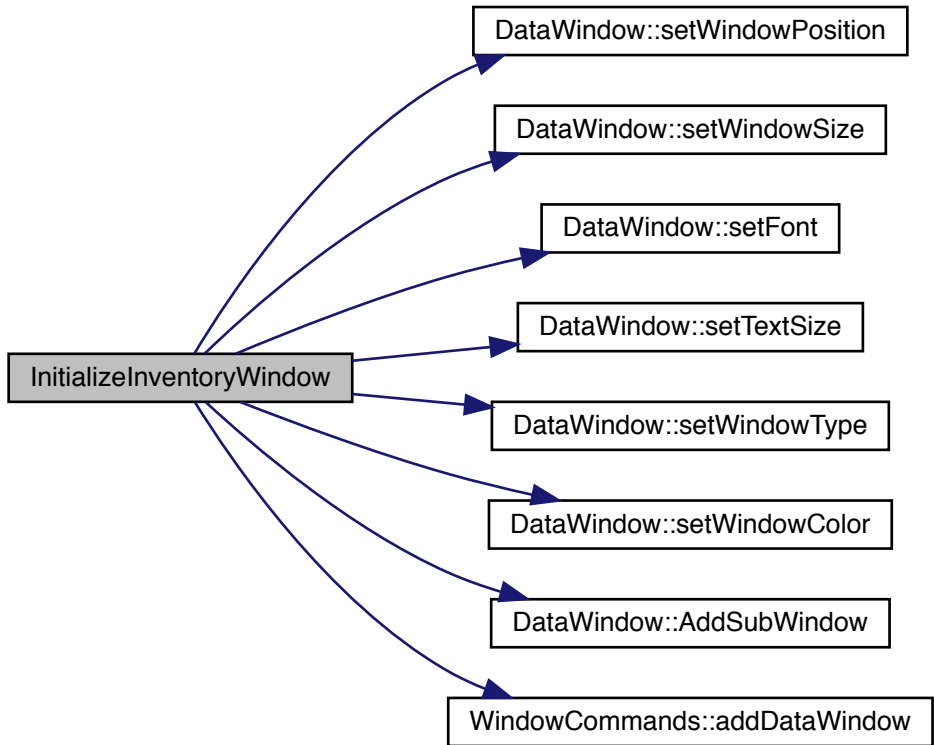 DataWindow::setWindowPosition
DataWindow::setWindowSize
DataWindow::setFont
DataWindow::setTextSize
InitializeInventoryWindow
DataWindow::setWindowType
DataWindow::setWindowColor
DataWindow::AddSubWindow
WindowCommands::addDataWindow